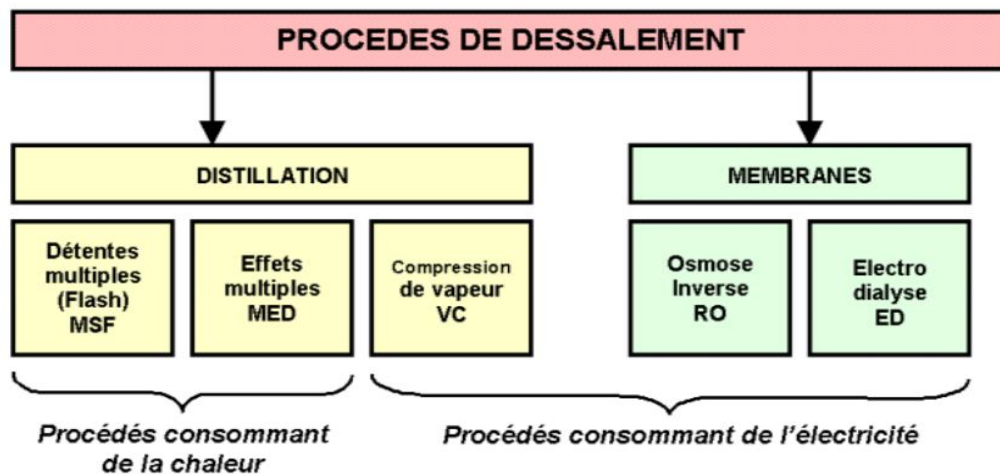 PROCEDES DE DESSALEMENT
DISTILLATION
MEMBRANES
Détentes
multiples
(Flash)
MSF
Effets
multiples
MED
Compression
de vapeur
VC
Osmose
Inverse
RO
Electro
dialyse
ED
Procédés consommant
de la chaleur
Procédés consommant de l'électricité